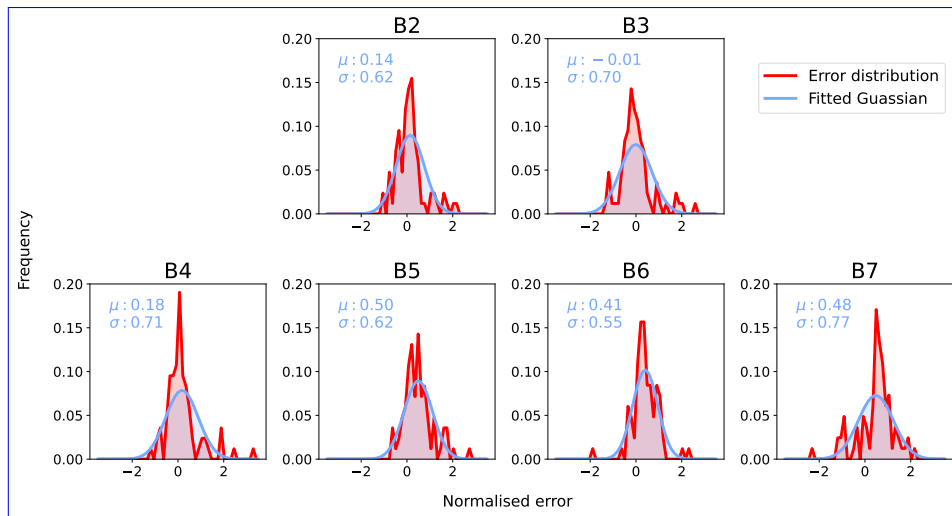 B2
0.20
0.15
0.10
0.05
0.00
−2
0
2
μ : 0.14
σ : 0.62
B3
0.20
0.15
0.10
0.05
0.00
−2
0
2
μ : −0.01
σ : 0.70
Error distribution
Fitted Guassian
Frequency
B4
0.20
0.15
0.10
0.05
0.00
−2
0
2
μ : 0.18
σ : 0.71
B5
0.20
0.15
0.10
0.05
0.00
−2
0
2
μ : 0.50
σ : 0.62
B6
0.20
0.15
0.10
0.05
0.00
−2
0
2
μ : 0.41
σ : 0.55
B7
0.20
0.15
0.10
0.05
0.00
−2
0
2
μ : 0.48
σ : 0.77
Normalised error